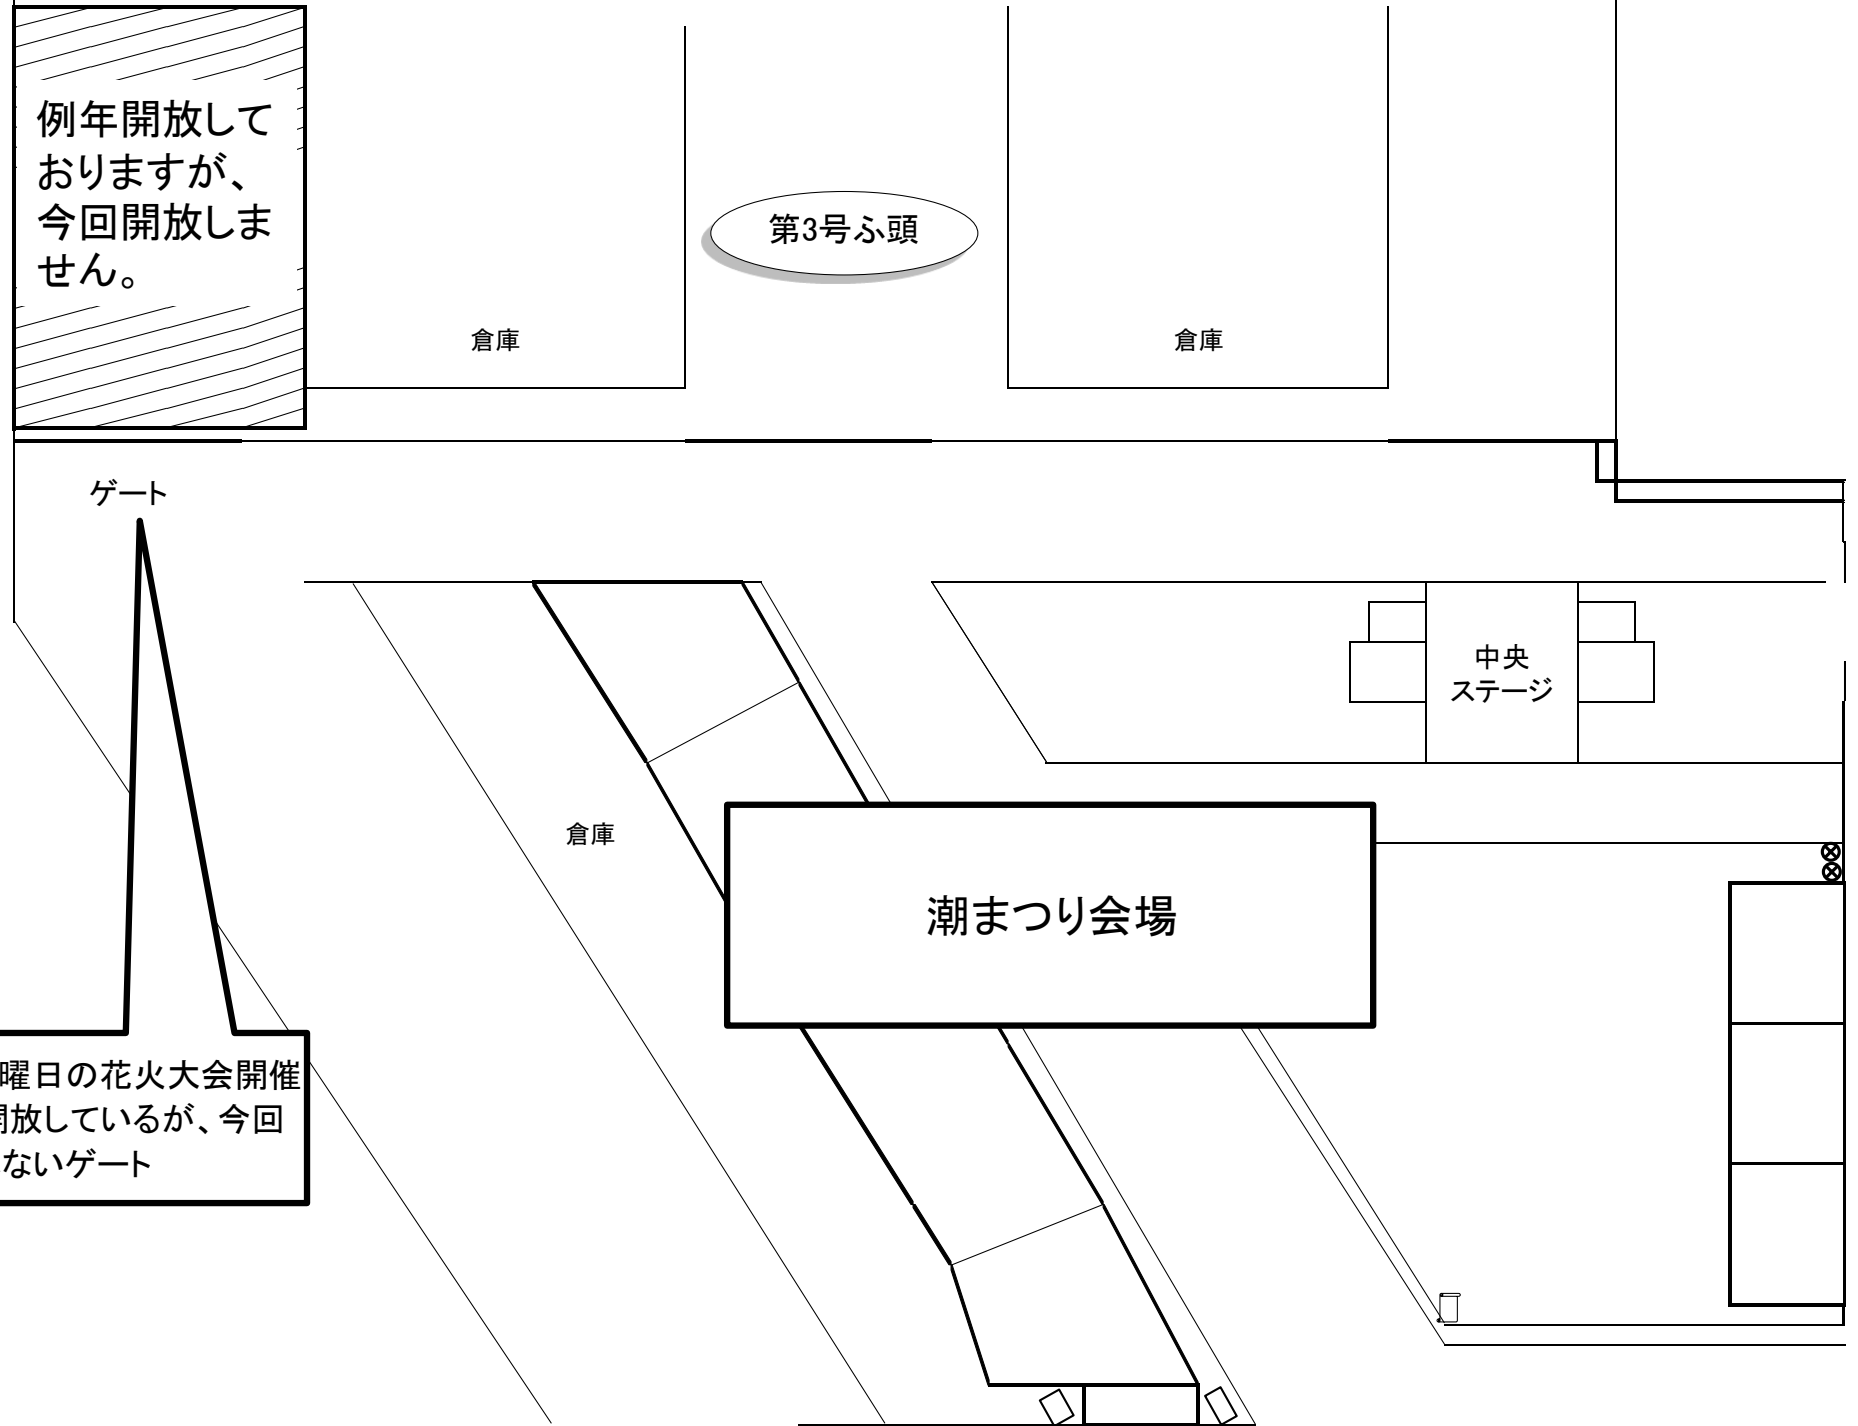 例年開放して
おりますが、
今回開放しま
せん。
第3号ふ頭
倉庫
倉庫
ゲート
中央
ステージ
倉庫
潮まつり会場
曜日の花火大会開催
放しているが、今回
ないゲート